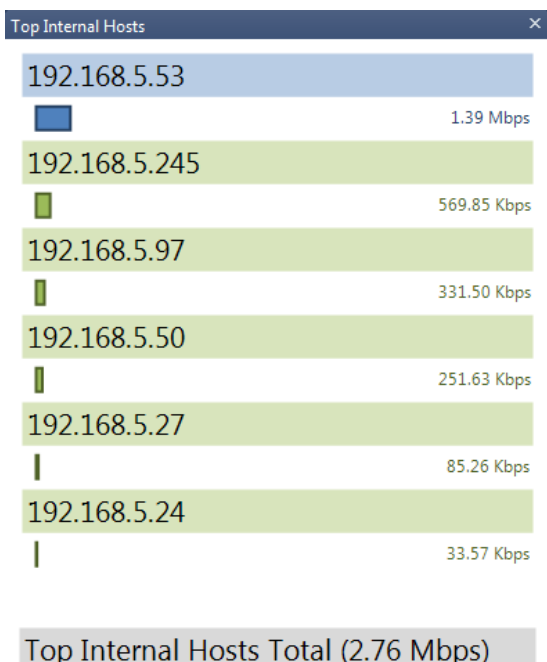 Top Internal Hosts
192.168.5.53
1.39 Mbps
192.168.5.245
569.85 Kbps
192.168.5.97
331.50 Kbps
192.168.5.50
251.63 Kbps
192.168.5.27
85.26 Kbps
192.168.5.24
33.57 Kbps
Top Internal Hosts Total (2.76 Mbps)